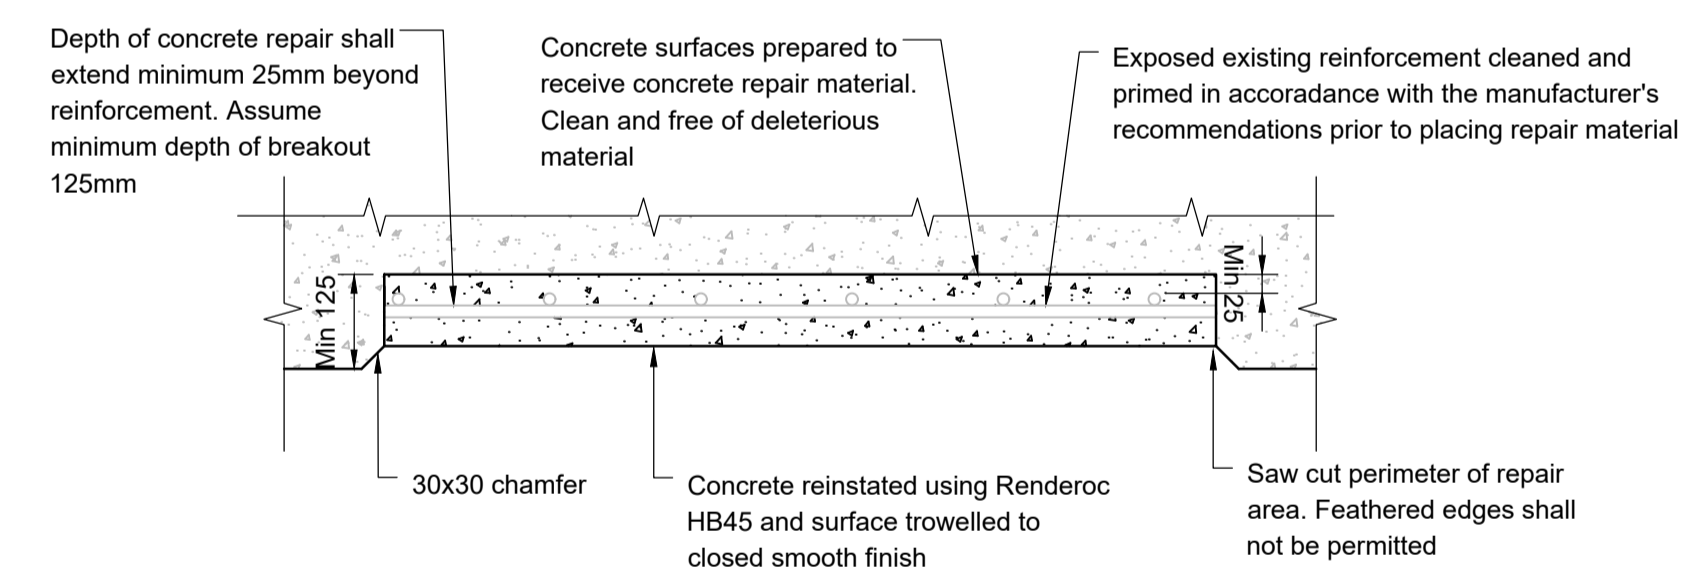 Depth of concrete repair shall
extend minimum 25mm beyond
reinforcement. Assume
minimum depth of breakout
125mm
Concrete surfaces prepared to
receive concrete repair material.
Clean and free of deleterious
material
Exposed existing reinforcement cleaned and
primed in accoradance with the manufacturer's
recommendations prior to placing repair material
Min 125
Min 25
30x30 chamfer
Concrete reinstated using Renderoc
HB45 and surface trowelled to
closed smooth finish
Saw cut perimeter of repair
area. Feathered edges shall
not be permitted